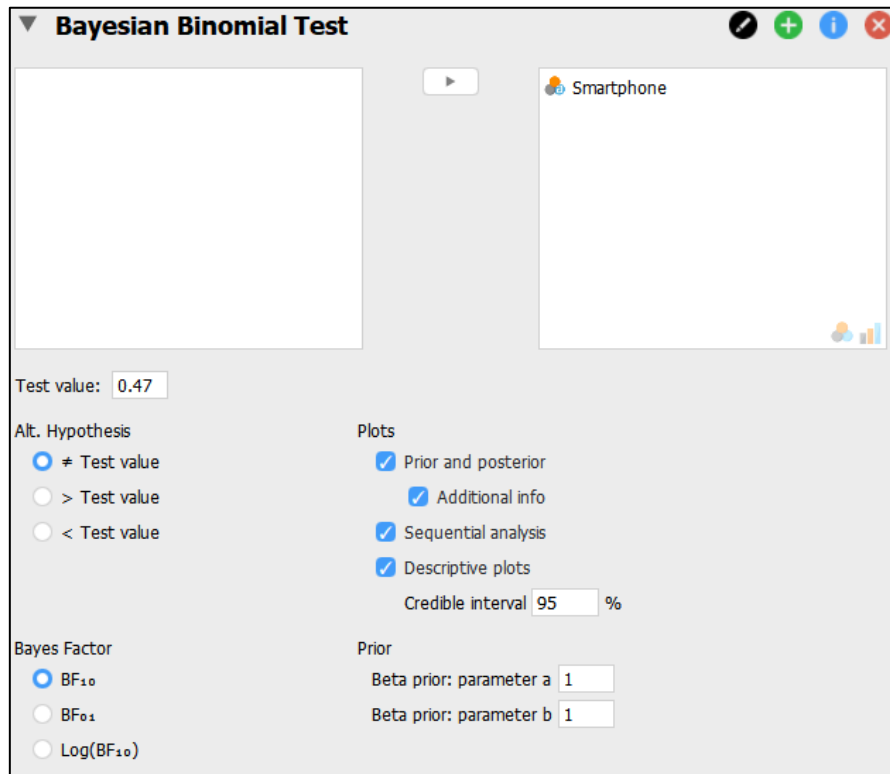 Bayesian Binomial Test
Smartphone
Test value: 0.47
Alt. Hypothesis
≠ Test value
> Test value
< Test value
Plots
Prior and posterior
Additional info
Sequential analysis
Descriptive plots
Credible interval 95 %
Bayes Factor
BF₁₀
BF₀₁
Log(BF₁₀)
Prior
Beta prior: parameter a 1
Beta prior: parameter b 1